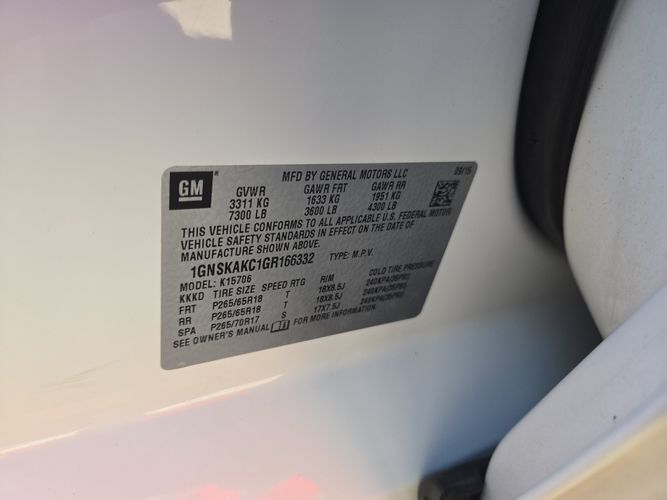 GM
MFD BY GENERAL MOTORS LLC 09/15
GVWR GAWR FRT GAWR RR
3311 KG 1633 KG 1951 KG
7300 LB 3600 LB 4300 LB
THIS VEHICLE CONFORMS TO ALL APPLICABLE U.S. FEDERAL MOTOR
VEHICLE SAFETY STANDARDS IN EFFECT ON THE DATE OF
MANUFACTURE SHOWN ABOVE.
1GNSKAKC1GR166332 TYPE: M.P.V.
MODEL: K15706
KKKD TIRE SIZE SPEED RTG RIM COLD TIRE PRESSURE
FRT P265/65R18 T 18X8.5J 240KPA(35PSI)
RR P265/65R18 T 18X8.5J 240KPA(35PSI)
SPA P265/70R17 S 17X7.5J 240KPA(35PSI)
SEE OWNER'S MANUAL FOR MORE INFORMATION.